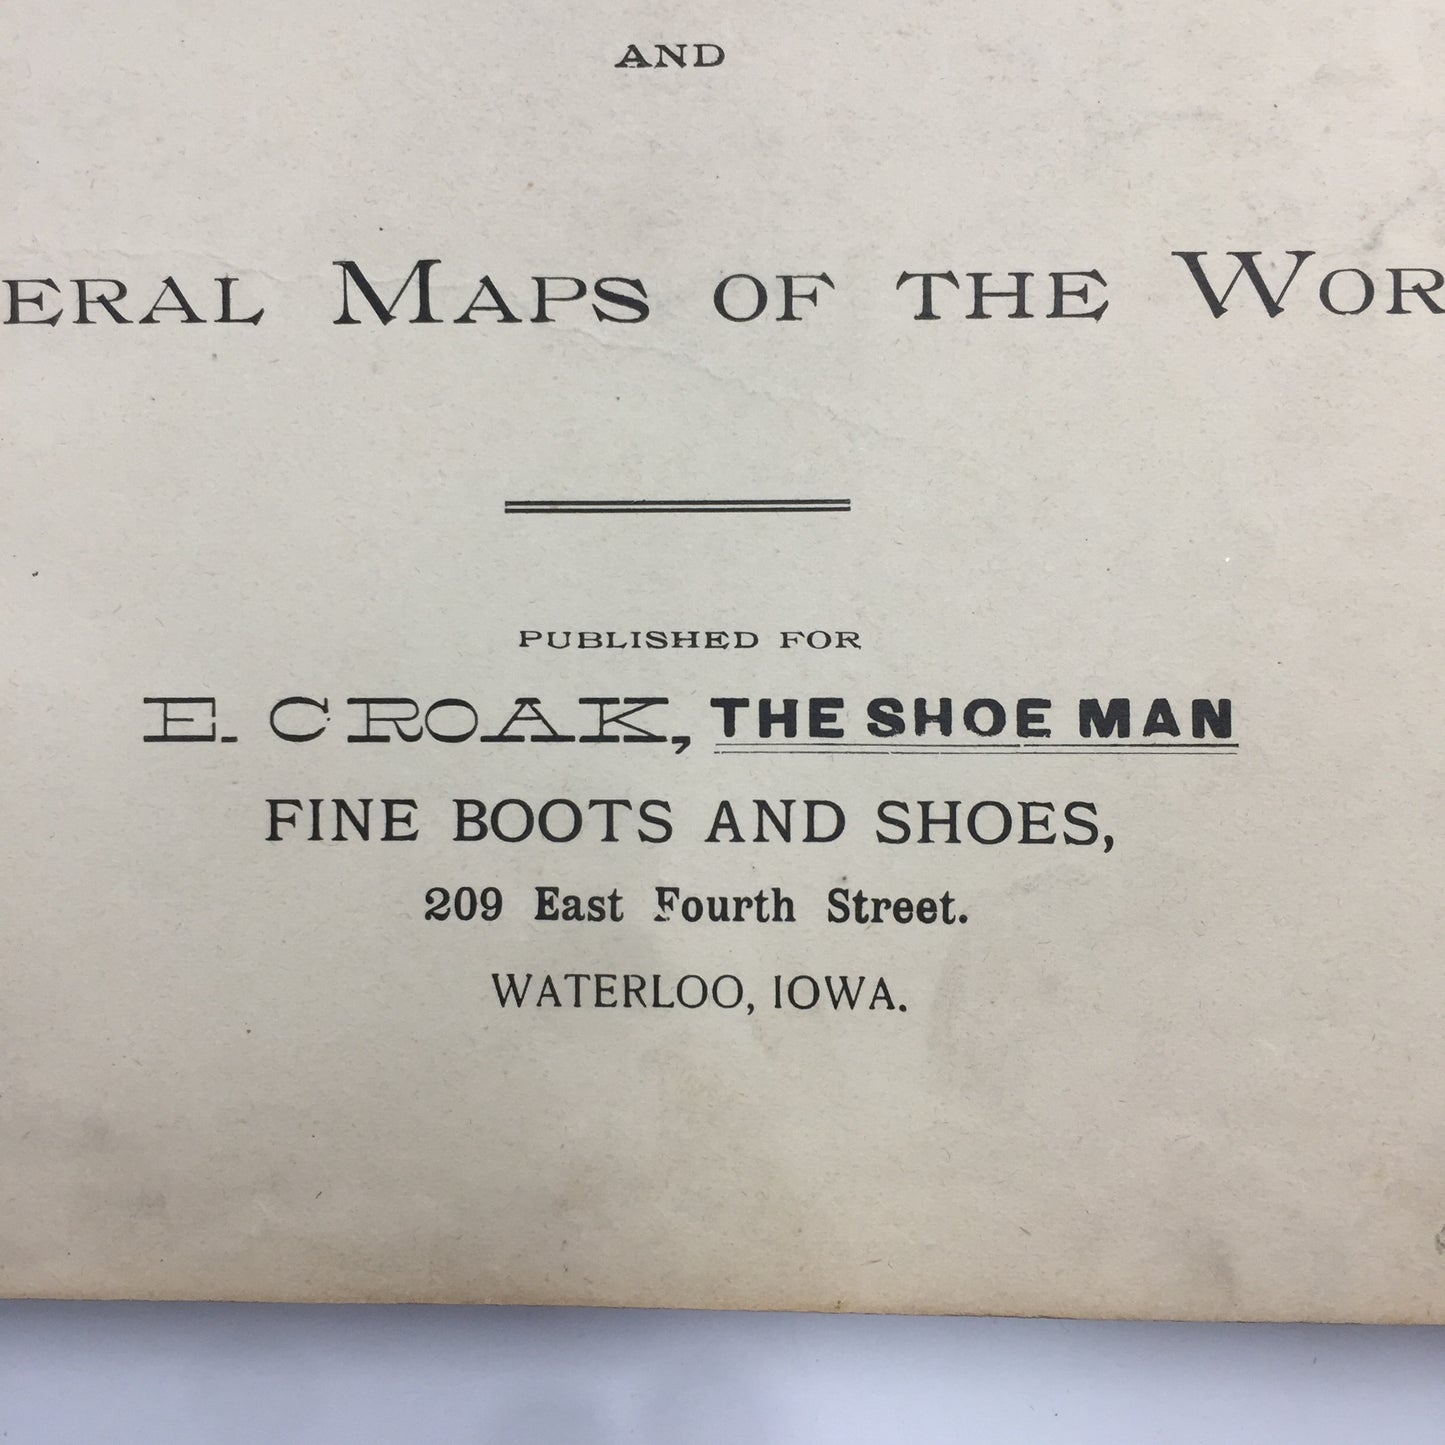 AND
ERAL MAPS OF THE WOR
PUBLISHED FOR
E. CROAK, THE SHOE MAN
FINE BOOTS AND SHOES,
209 East Fourth Street.
WATERLOO, IOWA.